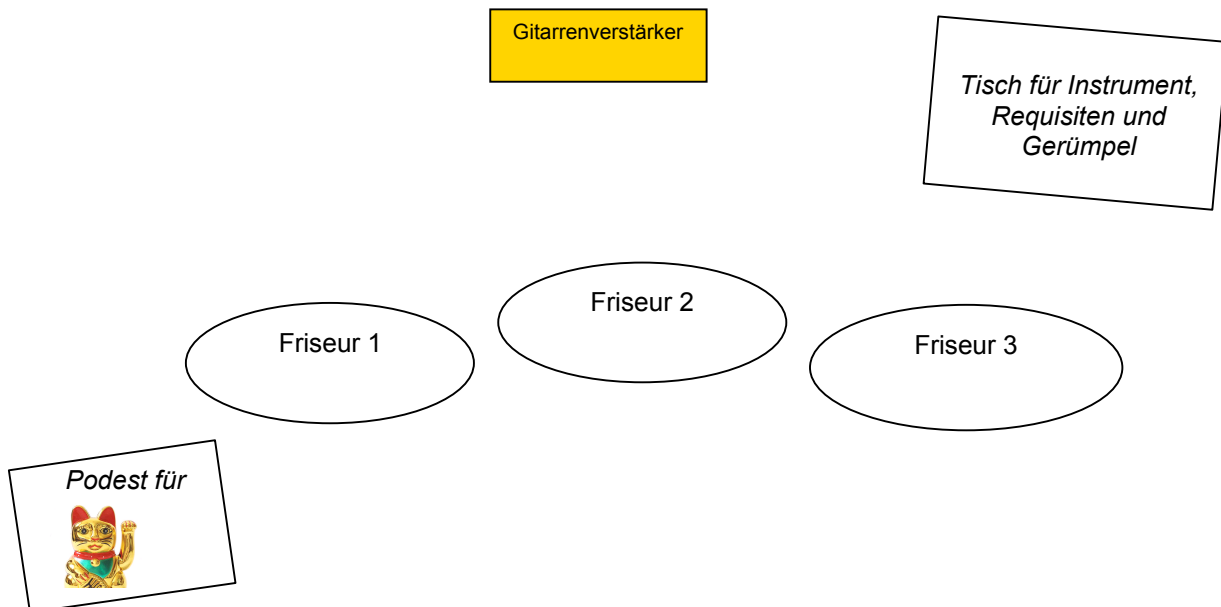 Gitarrenverstärker
Tisch für Instrument,
Requisiten und
Gerümpel
Friseur 1
Friseur 2
Friseur 3
Podest für